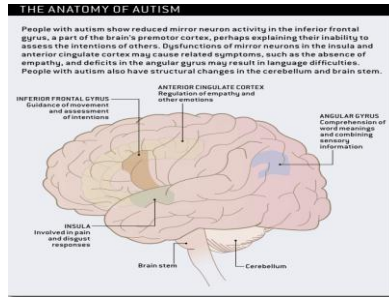 THE ANATOMY OF AUTISM
People with autism show reduced mirror neuron activity in the inferior frontal
gyrus, a part of the brain's premotor cortex, perhaps explaining their inability to
assess the intentions of others. Dysfunctions of mirror neurons in the insula and
anterior cingulate cortex may cause related symptoms, such as the absence of
empathy, and deficits in the angular gyrus may result in language difficulties.
People with autism also have structural changes in the cerebellum and brain stem.
ANTERIOR CINGULATE CORTEX
Regulation of empathy and
other emotions
INFERIOR FRONTAL GYRUS
Guidance of movement
and assessment
of intentions
ANGULAR GYRUS
Comprehension of
word meanings
and combining
sensory
information
INSULA
Involved in pain
and disgust
responses
Brain stem
Cerebellum